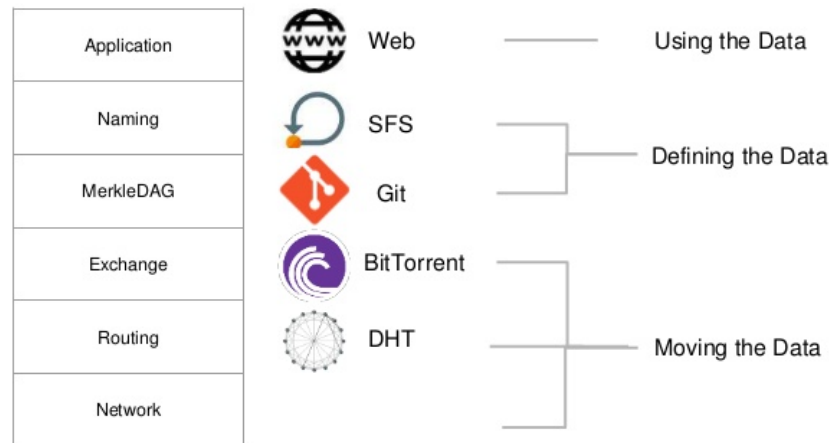 Application
www
Web
Using the Data
Naming
SFS
Defining the Data
MerkleDAG
Git
Exchange
BitTorrent
Routing
DHT
Moving the Data
Network